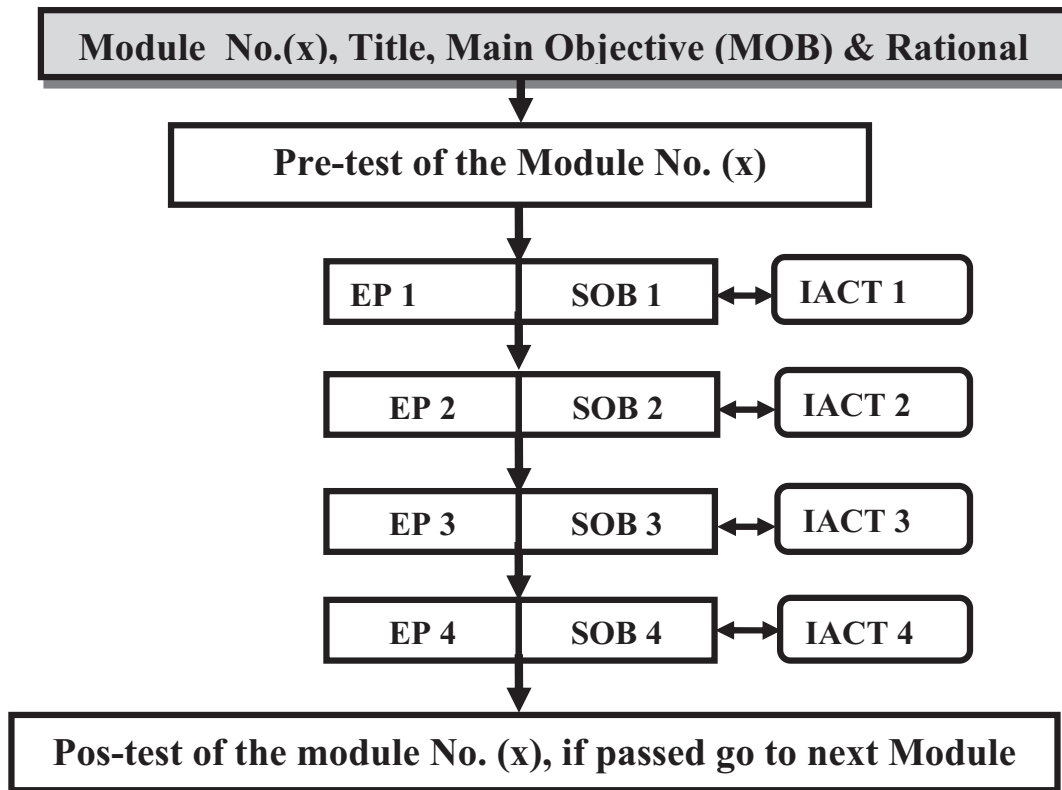 Module No.(x), Title, Main Objective (MOB) & Rational
Pre-test of the Module No. (x)
EP 1 SOB 1 IACT 1
EP 2 SOB 2 IACT 2
EP 3 SOB 3 IACT 3
EP 4 SOB 4 IACT 4
Pos-test of the module No. (x), if passed go to next Module